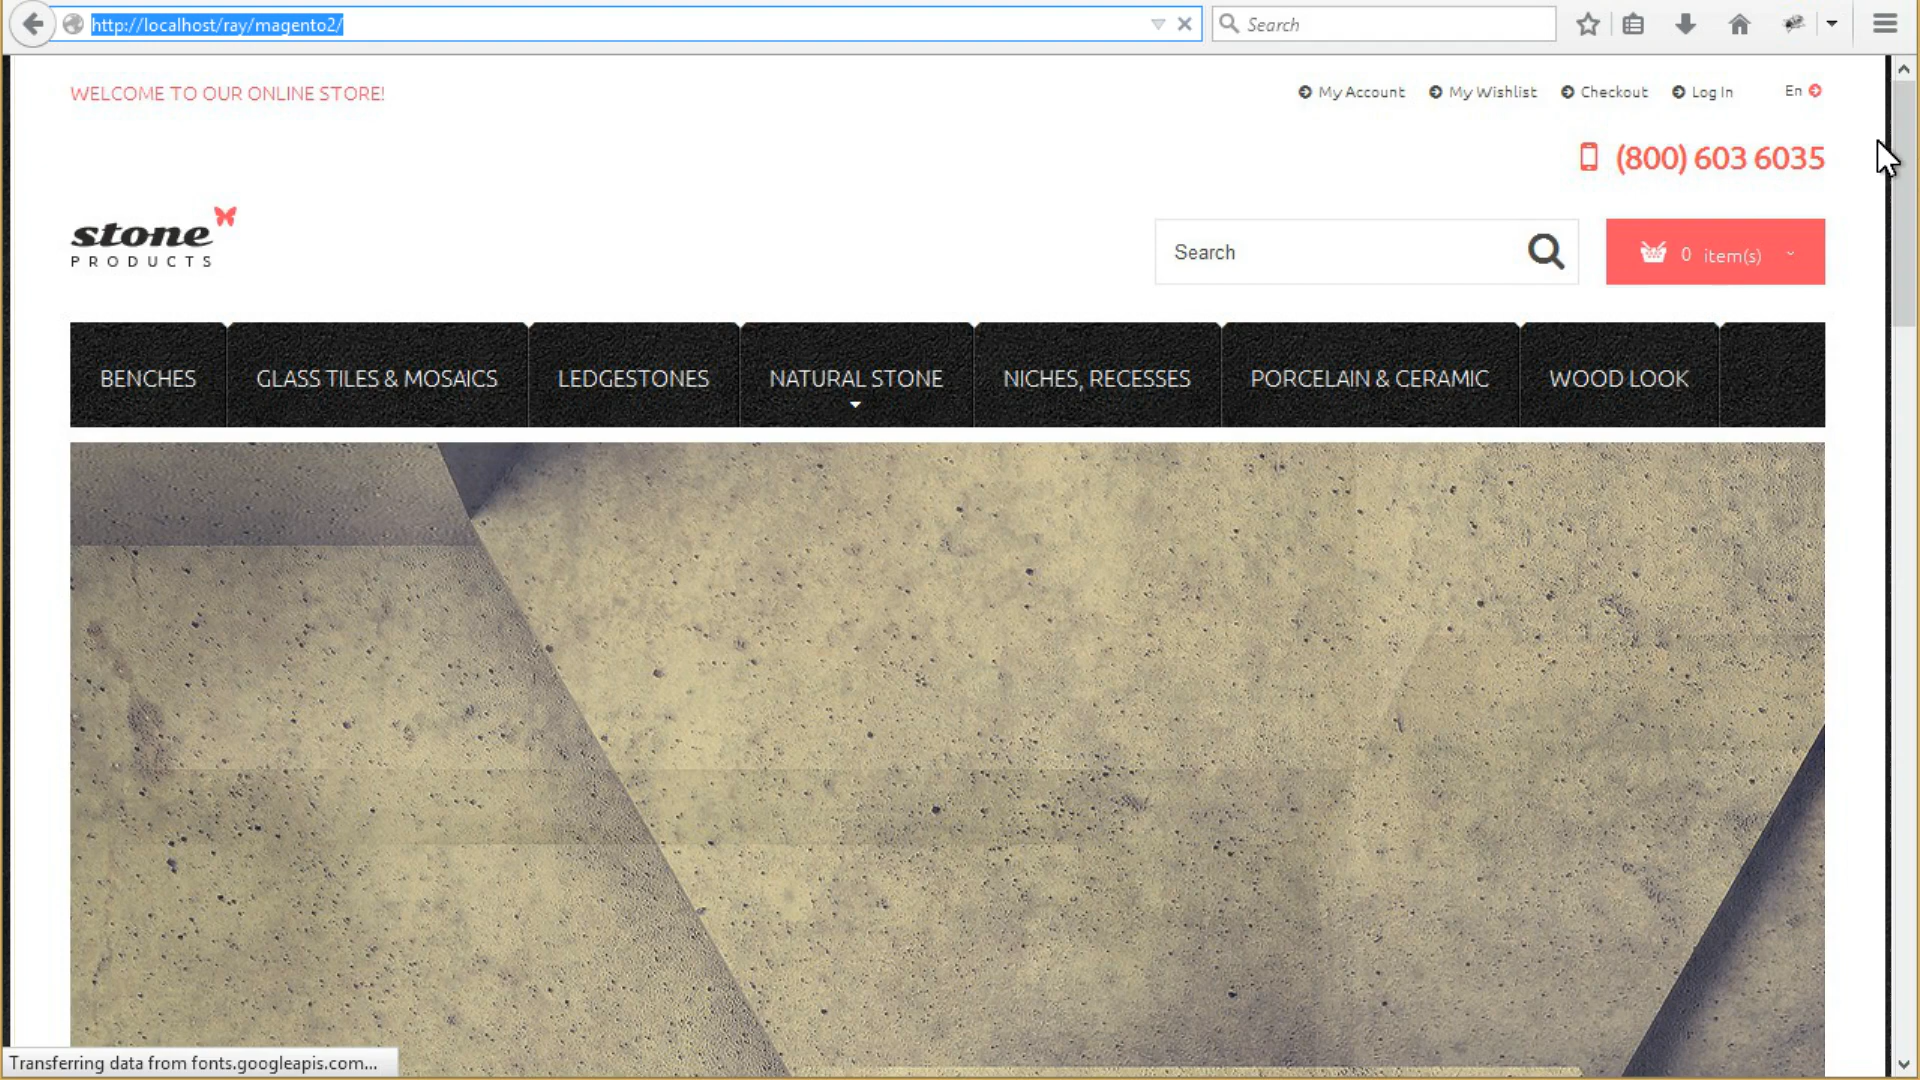 http://localhost/ray/magento2/
Search
WELCOME TO OUR ONLINE STORE!
My Account My Wishlist Checkout Log In En
(800) 603 6035
stone
PRODUCTS
Search
0 item(s)
BENCHES GLASS TILES & MOSAICS LEDGESTONES NATURAL STONE NICHES, RECESSES PORCELAIN & CERAMIC WOOD LOOK
Transferring data from fonts.googleapis.com...